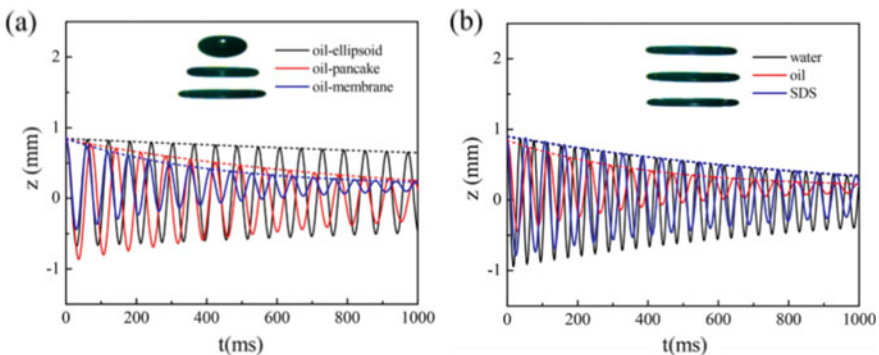 (a)
oil-ellipsoid
oil-pancake
oil-membrane
z (mm)
2
1
0
-1
0 200 400 600 800 1000
t(ms)
(b)
water
oil
SDS
z (mm)
2
1
0
-1
0 200 400 600 800 1000
t(ms)